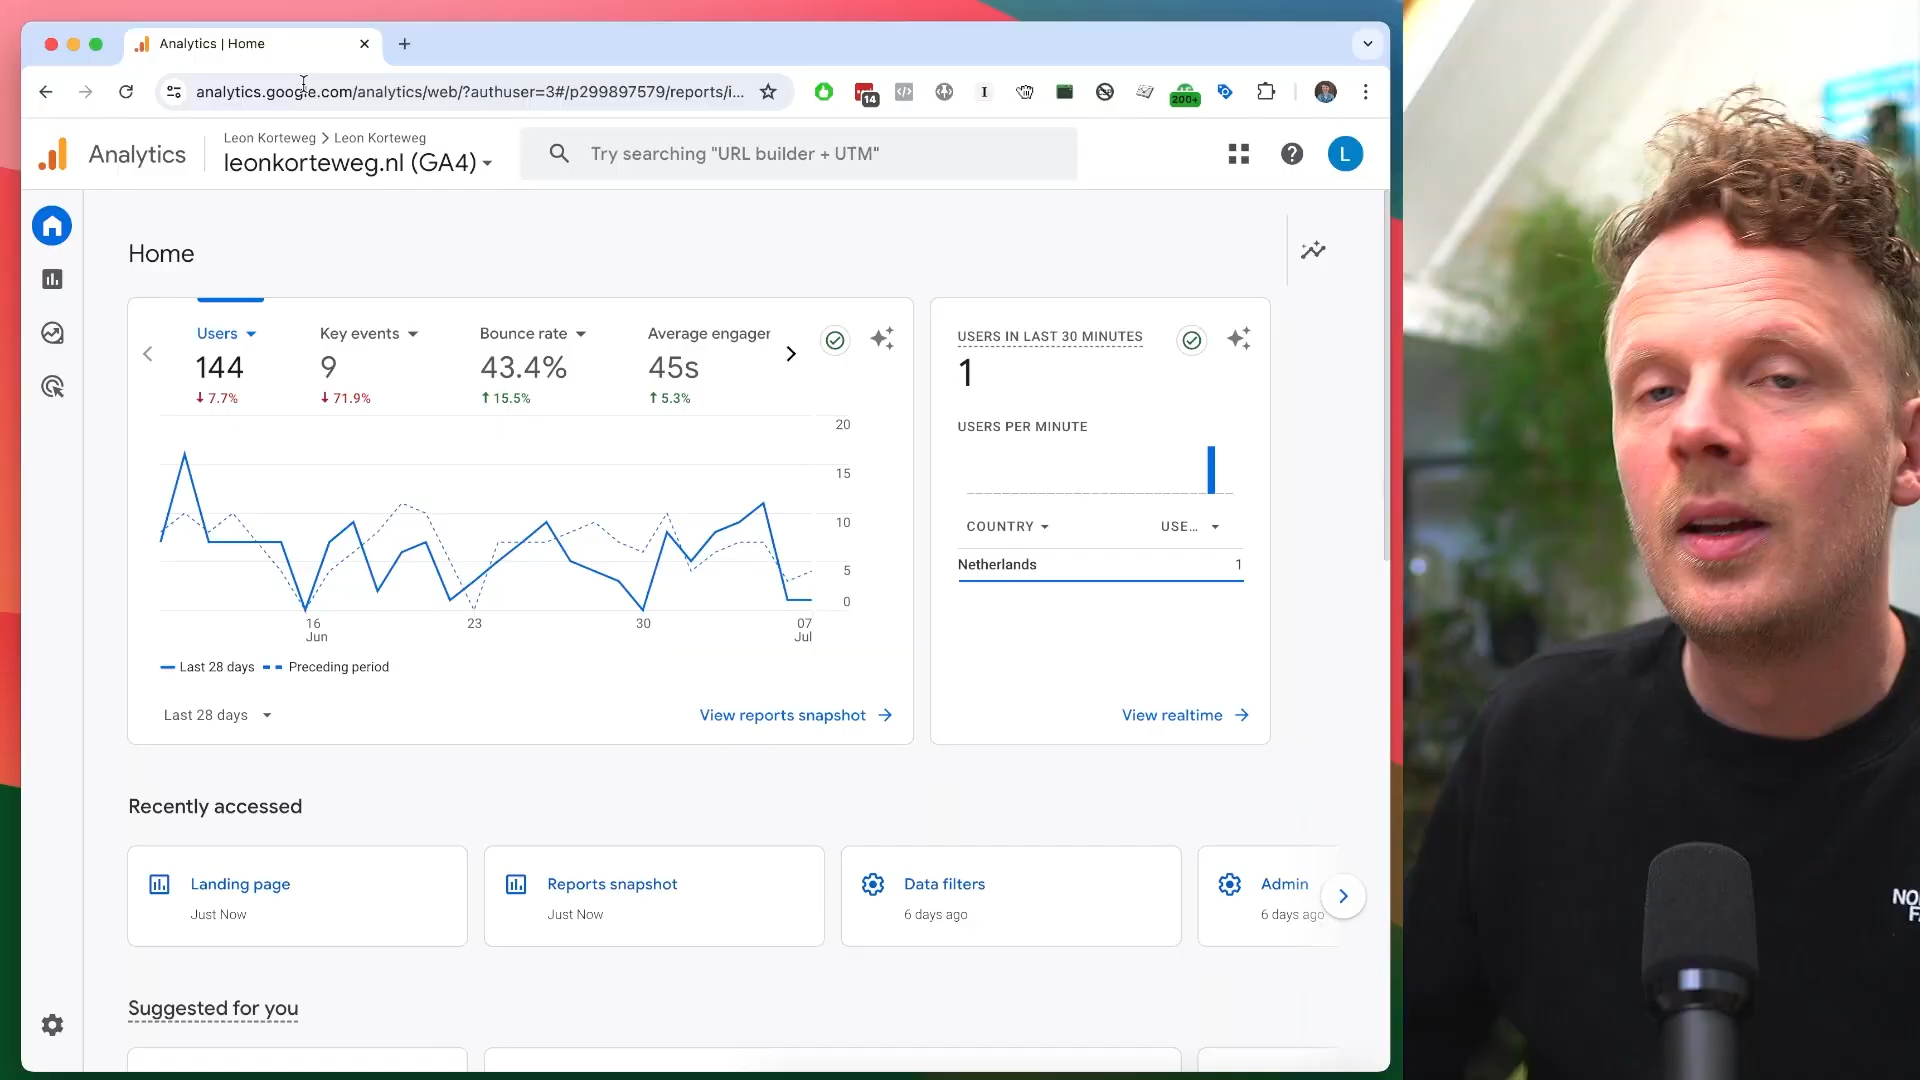 Analytics | Home
analytics.google.com/analytics/web/?authuser=3#/p299897579/reports/i...
14
200+
Analytics
Leon Korteweg > Leon Korteweg
leonkorteweg.nl (GA4)
Try searching "URL builder + UTM"
L
Home
Users
144
7.7%
Key events
9
71.9%
Bounce rate
43.4%
15.5%
Average engager
45s
5.3%
20
15
10
5
0
16
Jun
23
30
07
Jul
Last 28 days
Preceding period
Last 28 days
View reports snapshot
USERS IN LAST 30 MINUTES
1
USERS PER MINUTE
COUNTRY
USE...
Netherlands
1
View realtime
Recently accessed
Landing page
Just Now
Reports snapshot
Just Now
Data filters
6 days ago
Admin
6 days ago
Suggested for you
NO
F